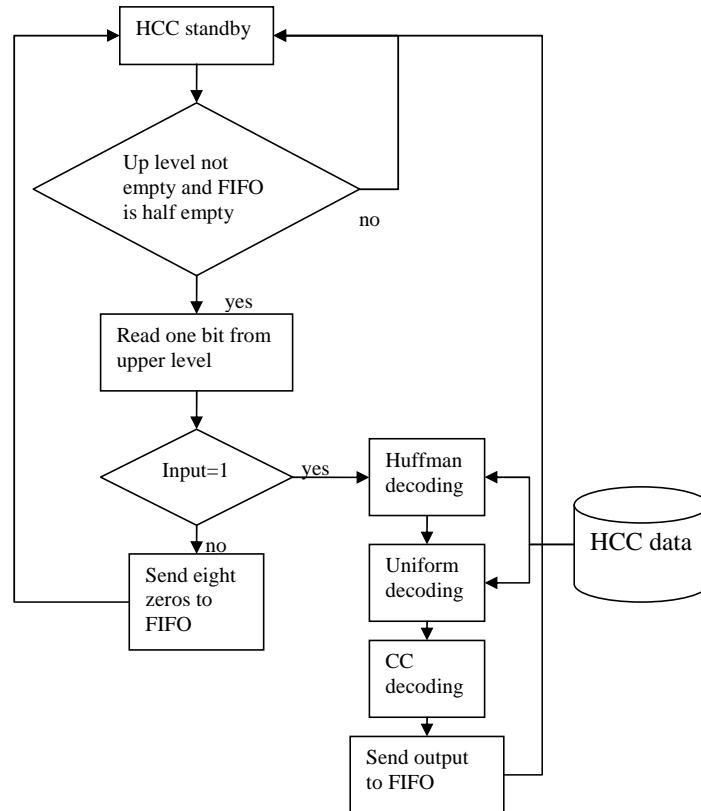 HCC standby
Up level not
empty and FIFO
is half empty
no
yes
Read one bit from
upper level
Input=1
yes
Huffman
decoding
no
HCC data
Send eight
zeros to
FIFO
Uniform
decoding
CC
decoding
Send output
to FIFO